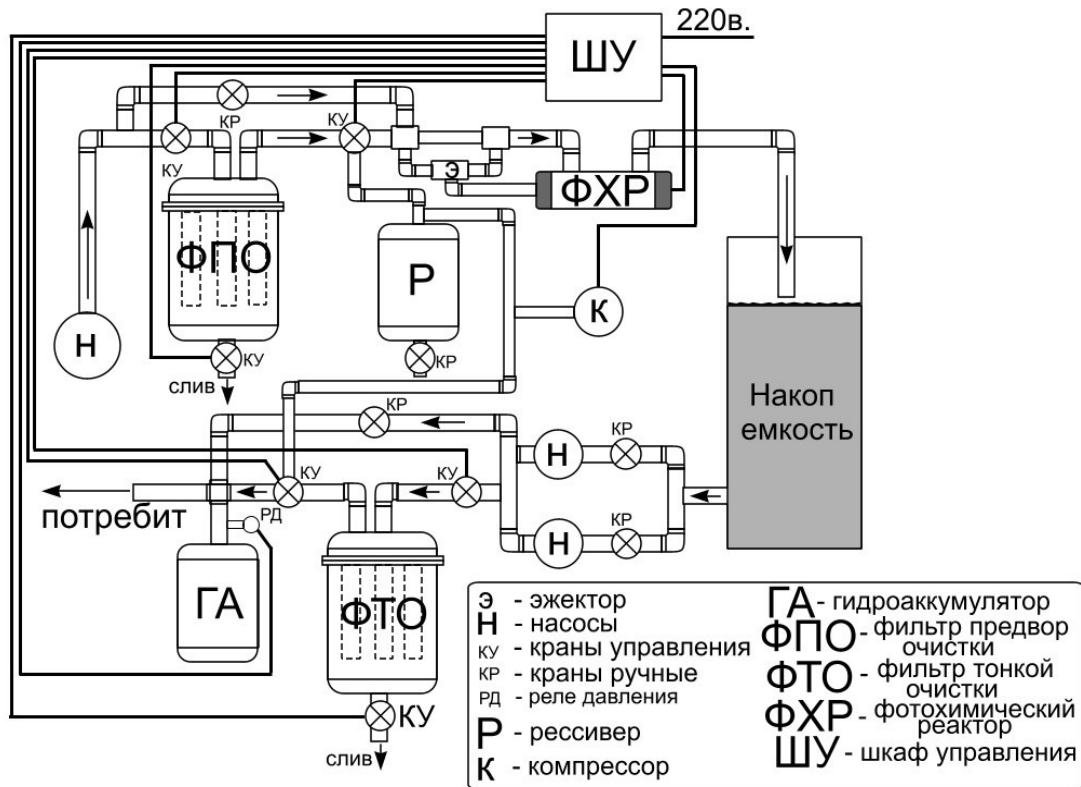 220в.
ШУ
КР
КУ
КУ
Э
ФХР
ФПО
Р
К
Н
КУ
КР
слив
КР
Накоп
емкость
Н
КР
КУ
КУ
потребит
РД
Н
КР
ГА
ФТО
КУ
слив
Э - эжектор
Н - насосы
КУ - краны управления
КР - краны ручные
РД - реле давления
Р - рессивер
К - компрессор
ГА - гидроаккумулятор
ФПО - фильтр предвор
очистки
ФТО - фильтр тонкой
очистки
ФХР - фотохимический
реактор
ШУ - шкаф управления